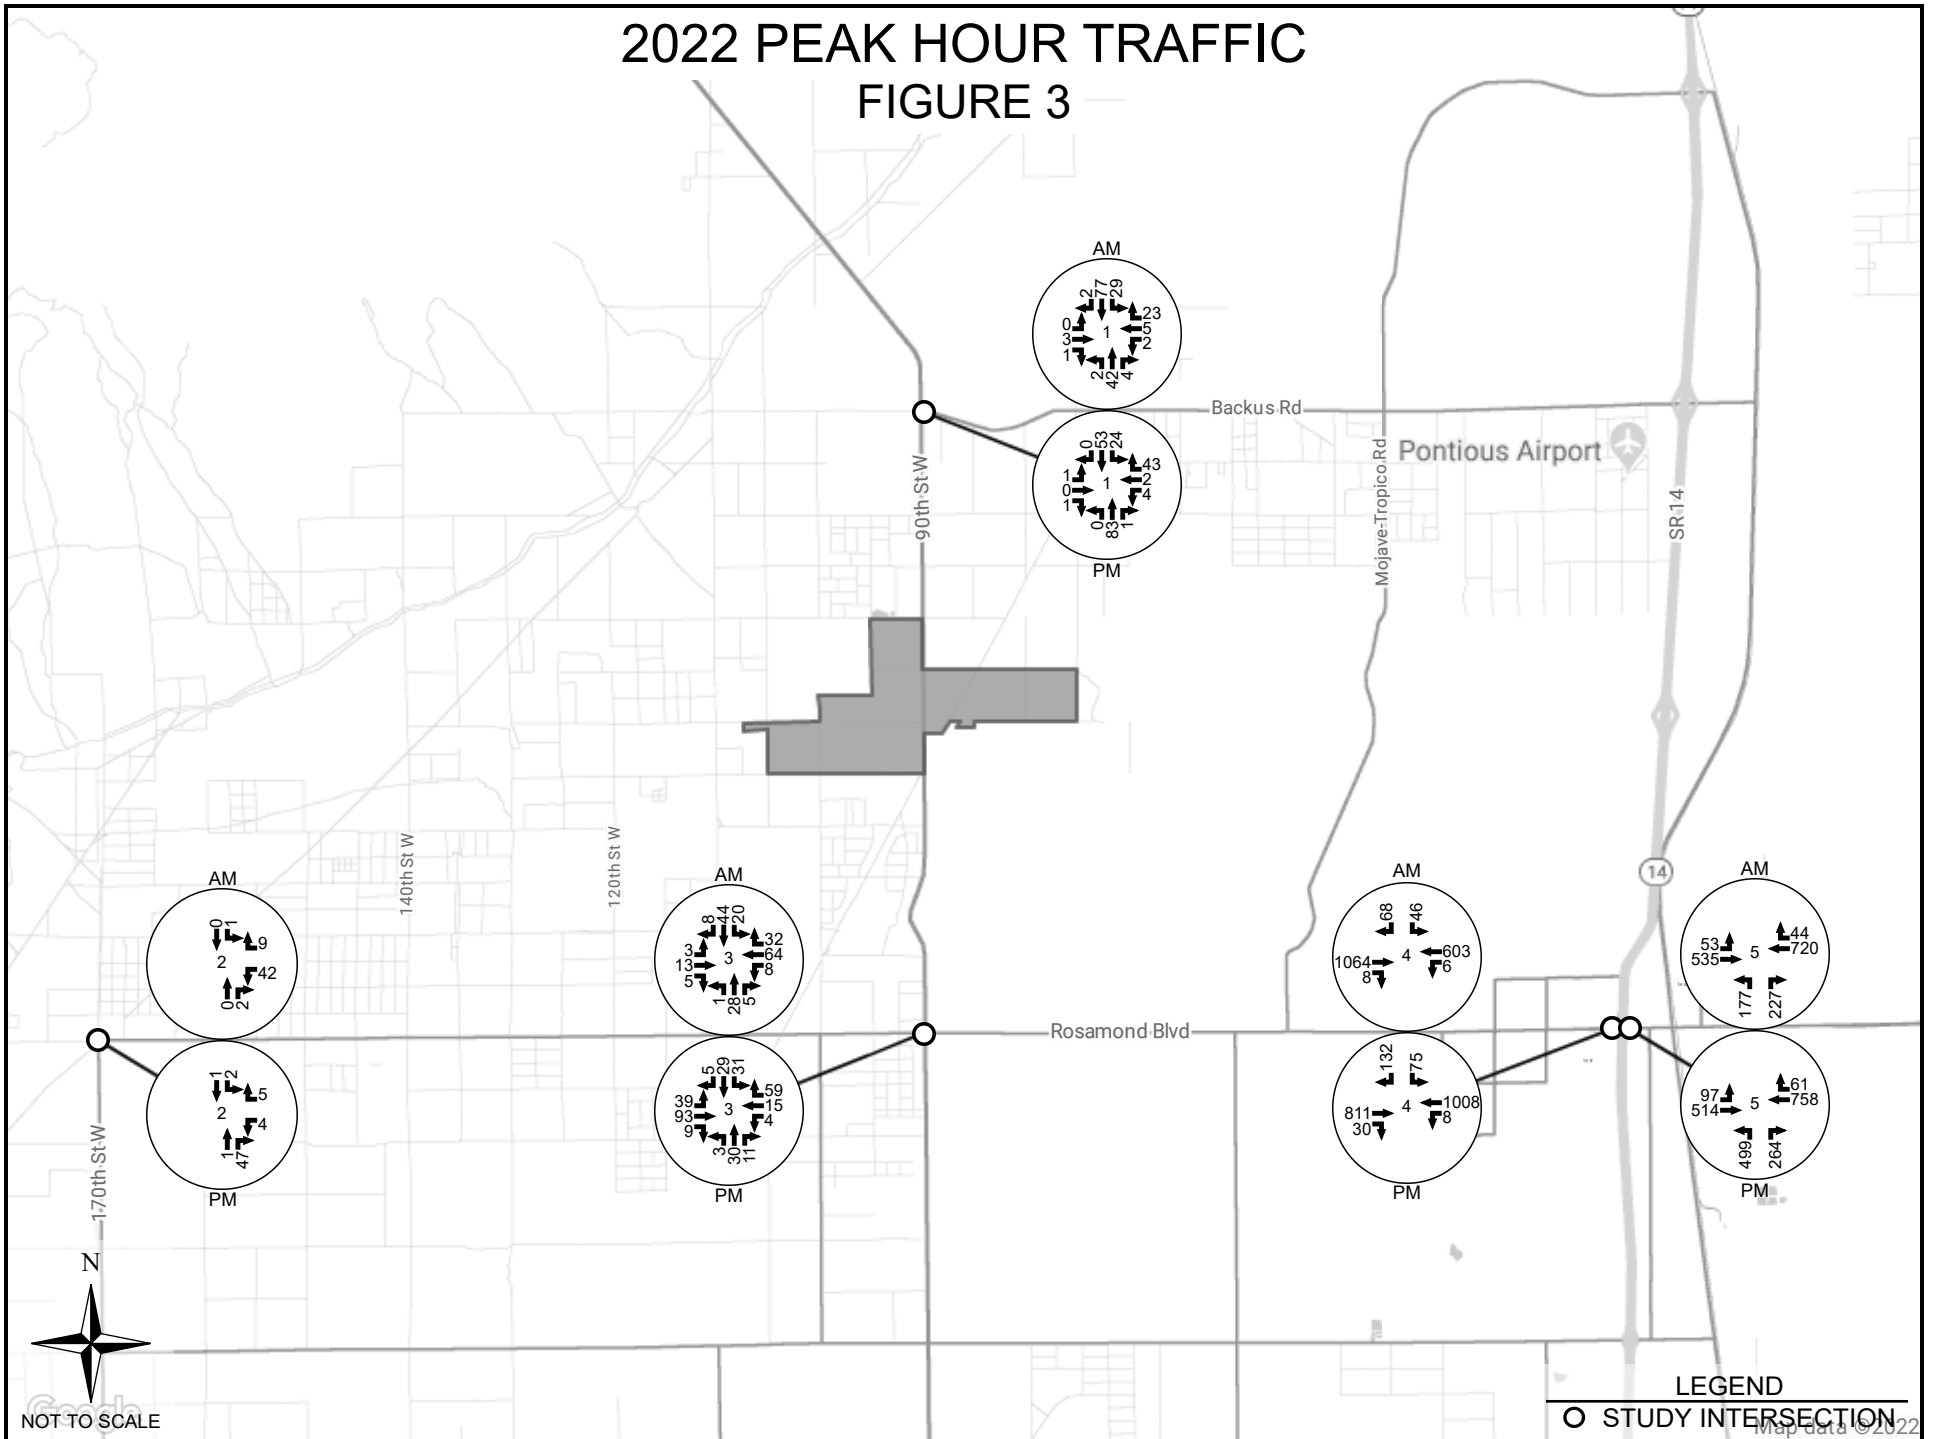 2022 PEAK HOUR TRAFFIC
FIGURE 3
AM
2 77 29
0 3 1
1
23 5 2
2 42 4
Backus Rd
0 53 24
1 0 1
1
43 2 4
0 83 1
PM
90th St W
Mojave-Tropico Rd
Pontious Airport
SR 14
140th St W
120th St W
14
AM
0 1
2
9
42
0 2
1 2
2
5
4
1 47
PM
AM
8 44 20
3 13 5
3
32 64 8
1 28 5
5 29 31
39 93 9
3
59 15 4
3 30 11
PM
Rosamond Blvd
AM
68 46
1064 8
4
603 6
132 75
811 30
4
1008 8
PM
AM
53 535
5
44 720
177 227
97 514
5
61 758
499 264
PM
170th St W
N
Google
NOT TO SCALE
LEGEND
STUDY INTERSECTION
Map data ©2022